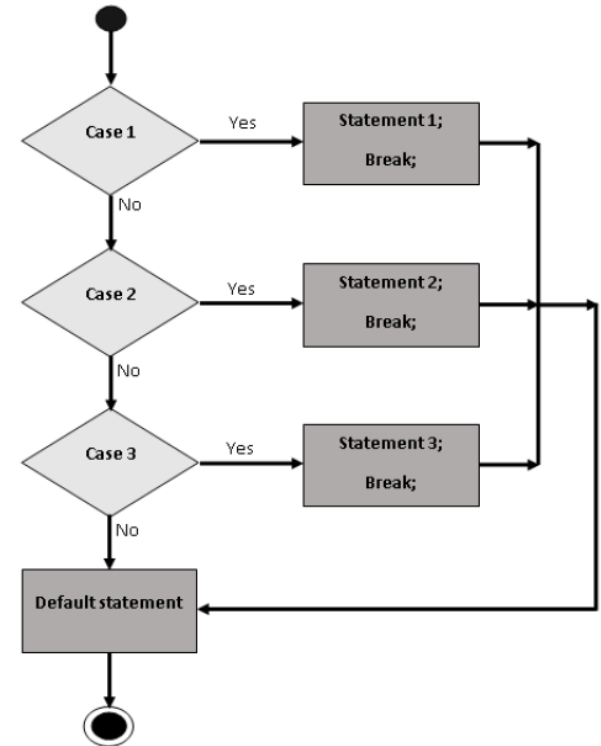 Case 1
Yes
Statement 1;
Break;
No
Case 2
Yes
Statement 2;
Break;
No
Case 3
Yes
Statement 3;
Break;
No
Default statement